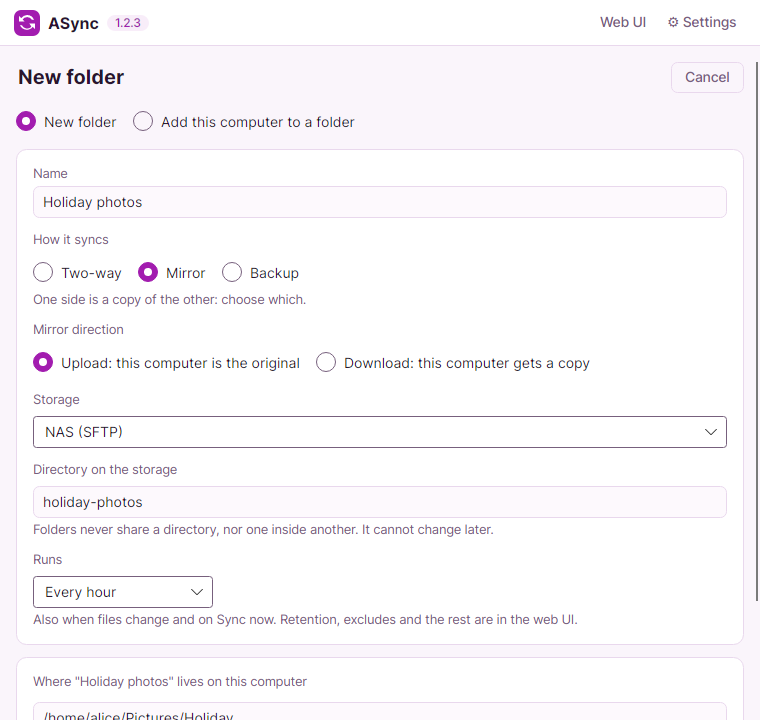 ASync 1.2.3 Web UI ⚙ Settings
New folder Cancel
New folder Add this computer to a folder
Name
Holiday photos
How it syncs
Two-way Mirror Backup
One side is a copy of the other: choose which.
Mirror direction
Upload: this computer is the original Download: this computer gets a copy
Storage
NAS (SFTP)
Directory on the storage
holiday-photos
Folders never share a directory, nor one inside another. It cannot change later.
Runs
Every hour
Also when files change and on Sync now. Retention, excludes and the rest are in the web UI.
Where "Holiday photos" lives on this computer
/home/alice/Pictures/Holiday